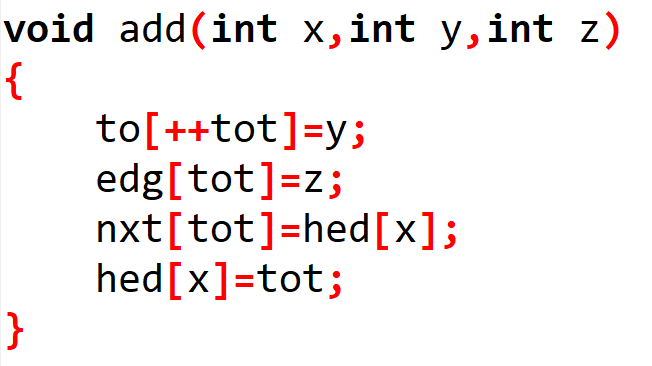 void add(int x,int y,int z)
{
    to[++tot]=y;
    edg[tot]=z;
    nxt[tot]=hed[x];
    hed[x]=tot;
}